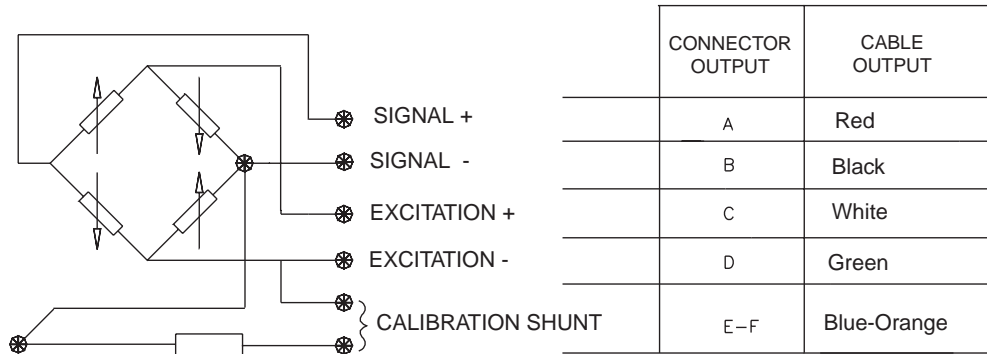 CONNECTOR
OUTPUT
CABLE
OUTPUT
SIGNAL +
A
Red
SIGNAL -
B
Black
EXCITATION +
C
White
EXCITATION -
D
Green
CALIBRATION SHUNT
E-F
Blue-Orange